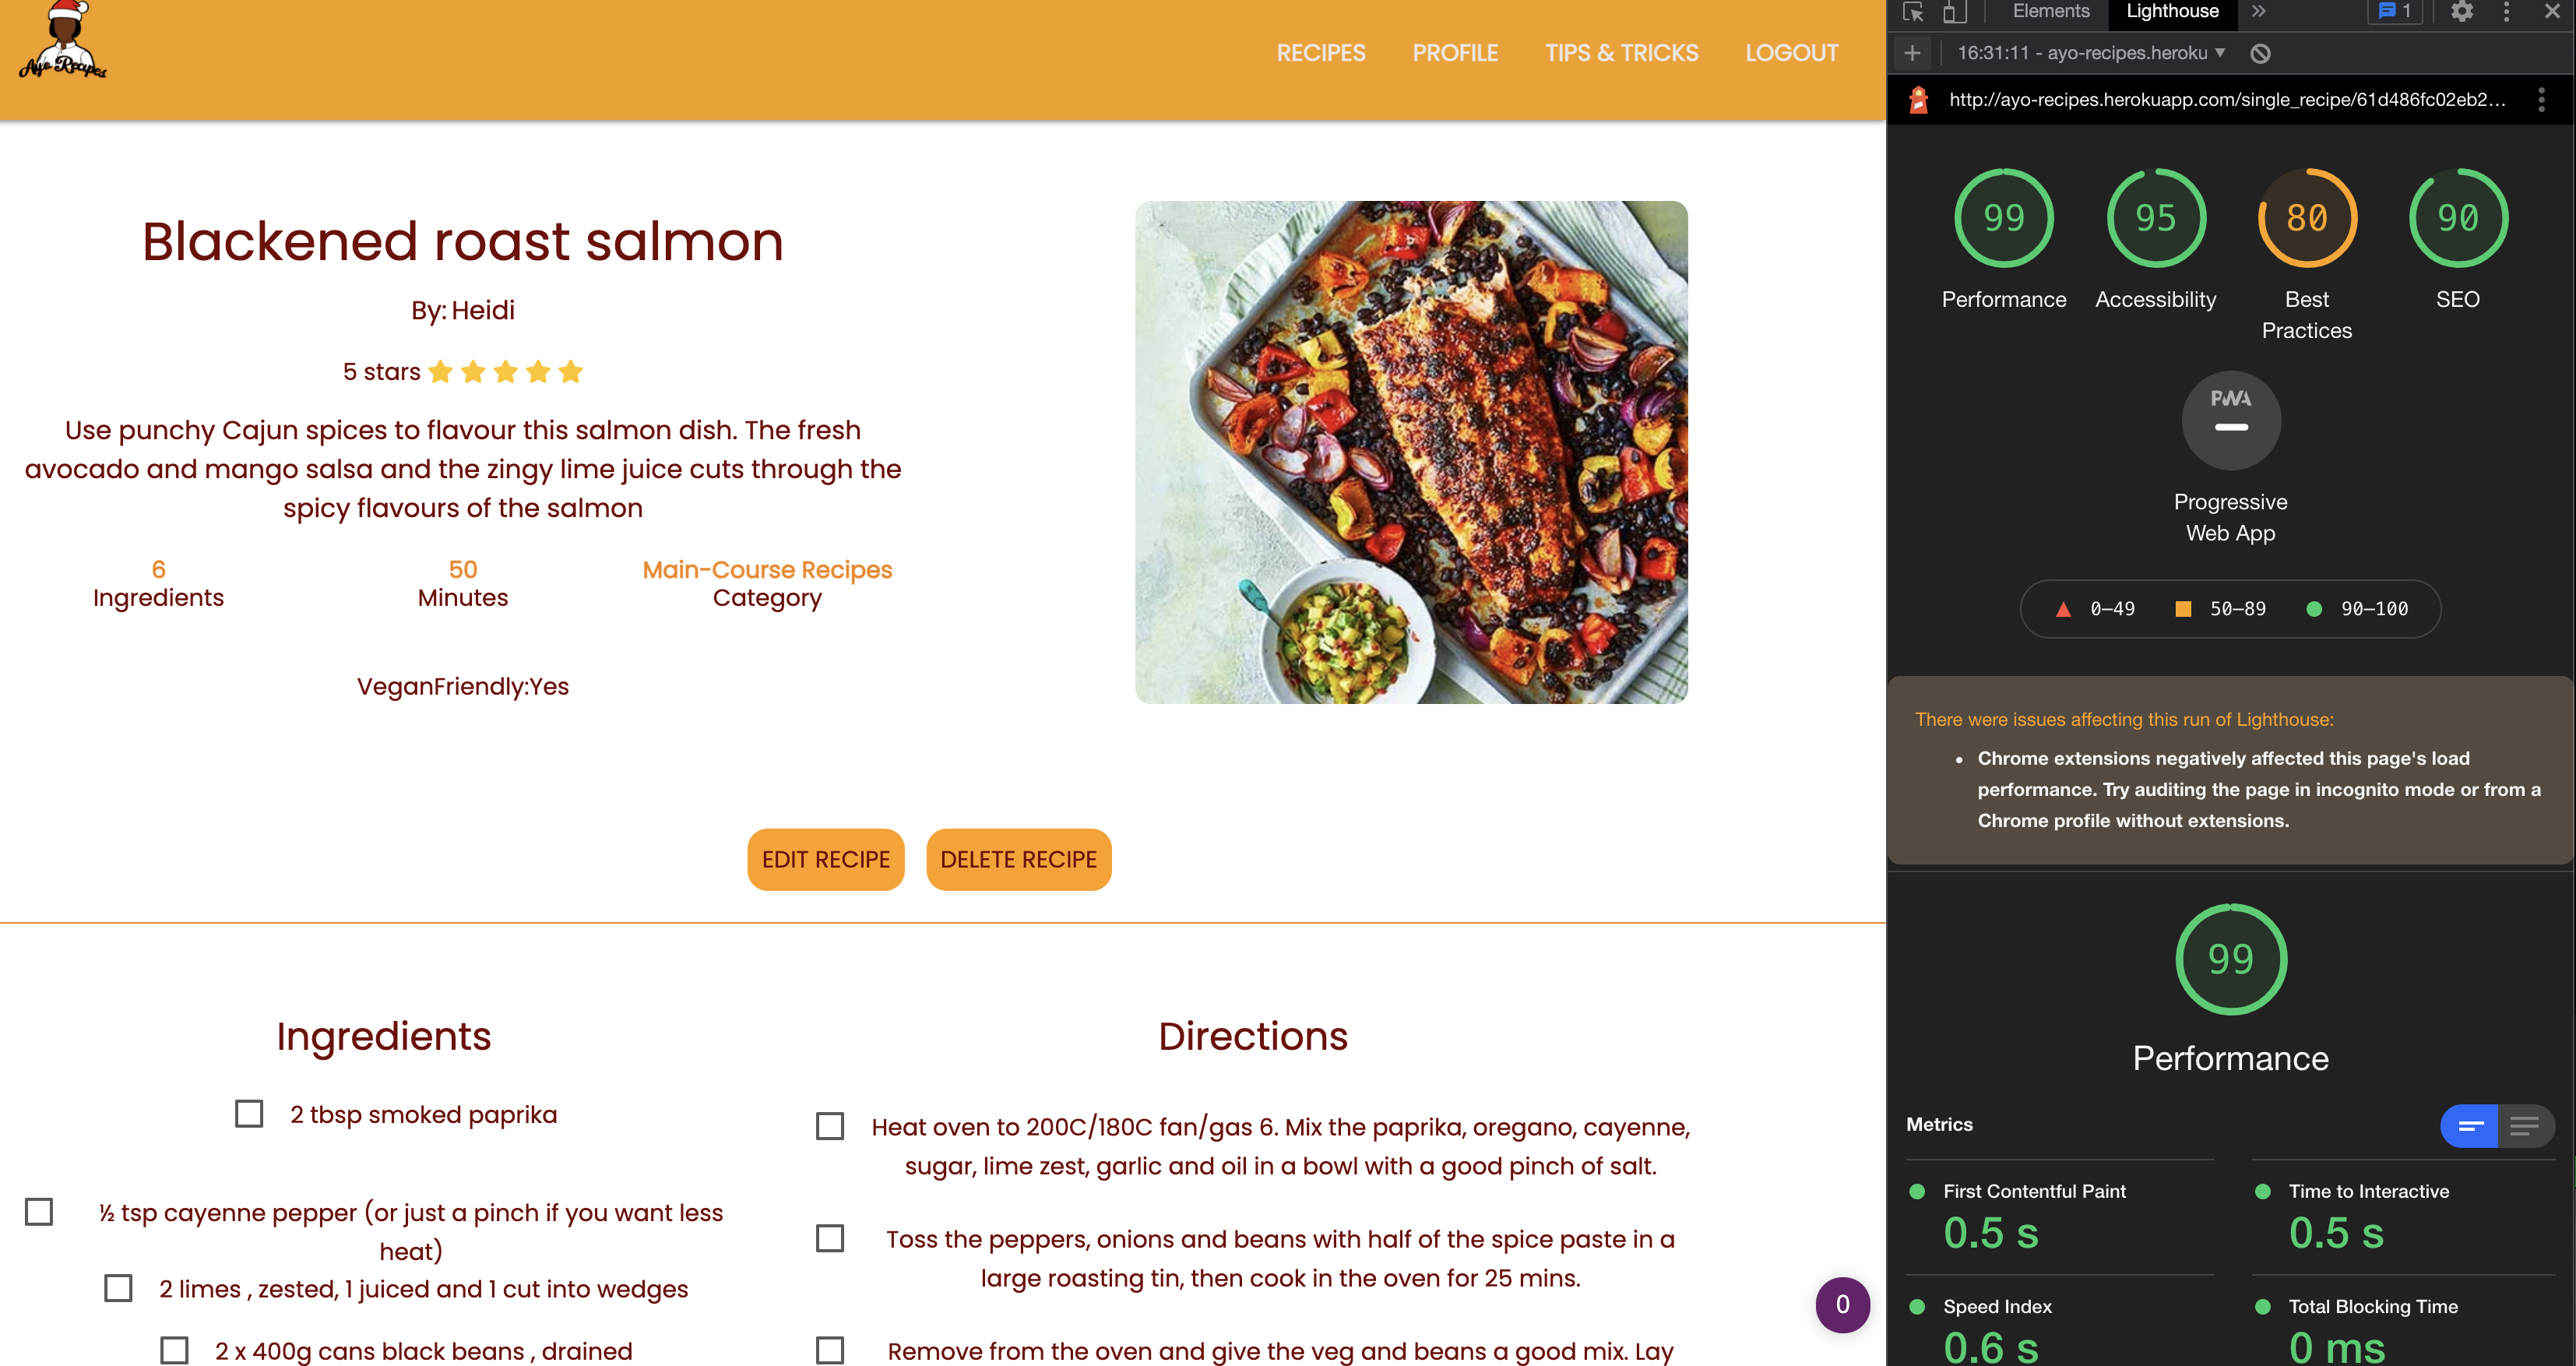 Ayo Recipes
RECIPES PROFILE TIPS & TRICKS LOGOUT
Blackened roast salmon
By: Heidi
5 stars
Use punchy Cajun spices to flavour this salmon dish. The fresh
avocado and mango salsa and the zingy lime juice cuts through the
spicy flavours of the salmon
6 50 Main-Course Recipes
Ingredients Minutes Category
VeganFriendly:Yes
EDIT RECIPE DELETE RECIPE
Ingredients
2 tbsp smoked paprika
½ tsp cayenne pepper (or just a pinch if you want less
heat)
2 limes , zested, 1 juiced and 1 cut into wedges
2 x 400g cans black beans , drained
Directions
Heat oven to 200C/180C fan/gas 6. Mix the paprika, oregano, cayenne,
sugar, lime zest, garlic and oil in a bowl with a good pinch of salt.
Toss the peppers, onions and beans with half of the spice paste in a
large roasting tin, then cook in the oven for 25 mins.
Remove from the oven and give the veg and beans a good mix. Lay
0
Elements Lighthouse 1
16:31:11 - ayo-recipes.heroku
http://ayo-recipes.herokuapp.com/single_recipe/61d486fc02eb2...
99 95 80 90
Performance Accessibility Best SEO
Practices
PWA
Progressive
Web App
0–49 50–89 90–100
There were issues affecting this run of Lighthouse:
Chrome extensions negatively affected this page's load
performance. Try auditing the page in incognito mode or from a
Chrome profile without extensions.
99
Performance
Metrics
First Contentful Paint Time to Interactive
0.5 s 0.5 s
Speed Index Total Blocking Time
0.6 s 0 ms